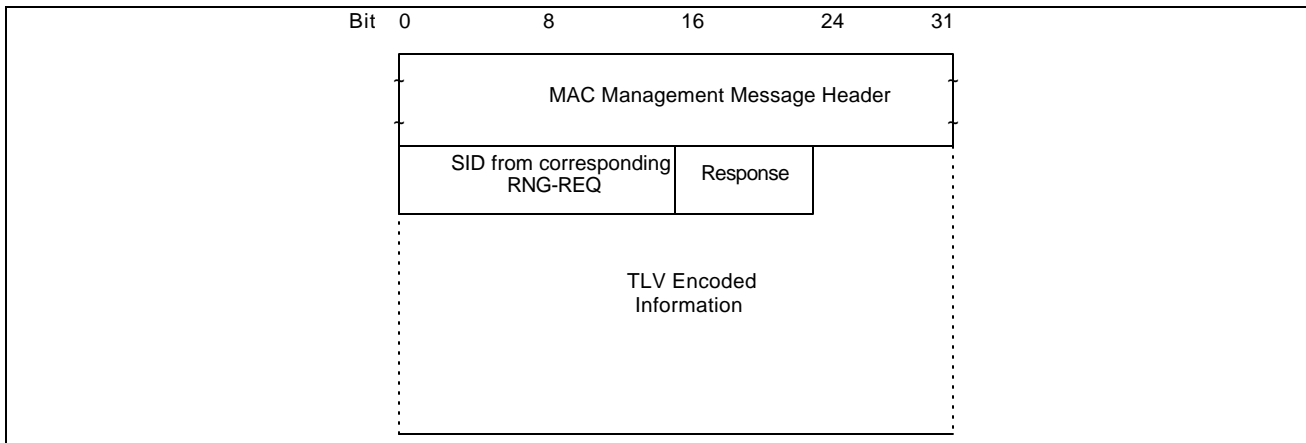 Bit 0 8 16 24 31
MAC Management Message Header
SID from corresponding
RNG-REQ
Response
TLV Encoded
Information